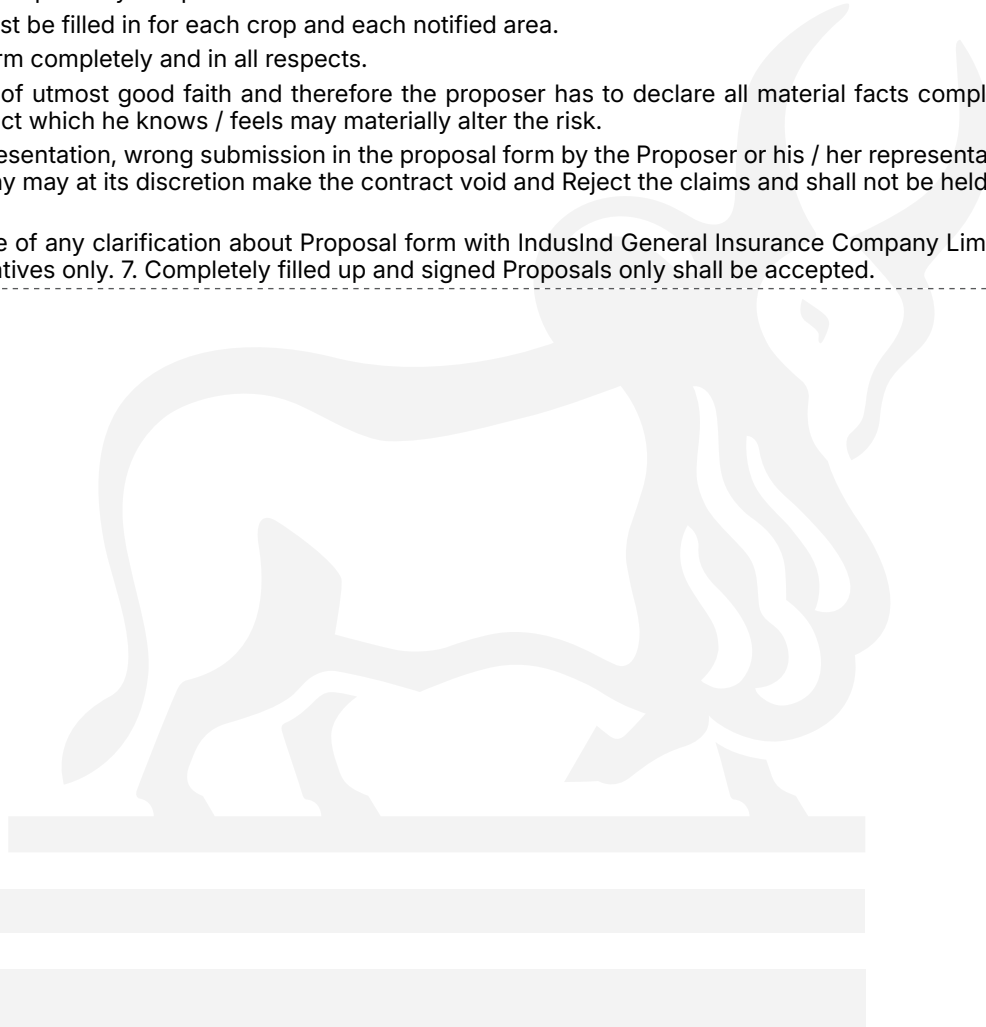 st be filled in for each crop and each notified area.
rm completely and in all respects.
of utmost good faith and therefore the proposer has to declare all material facts compl
ct which he knows / feels may materially alter the risk.
esentation, wrong submission in the proposal form by the Proposer or his / her representa
ny may at its discretion make the contract void and Reject the claims and shall not be held
e of any clarification about Proposal form with IndusInd General Insurance Company Lim
atives only. 7. Completely filled up and signed Proposals only shall be accepted.